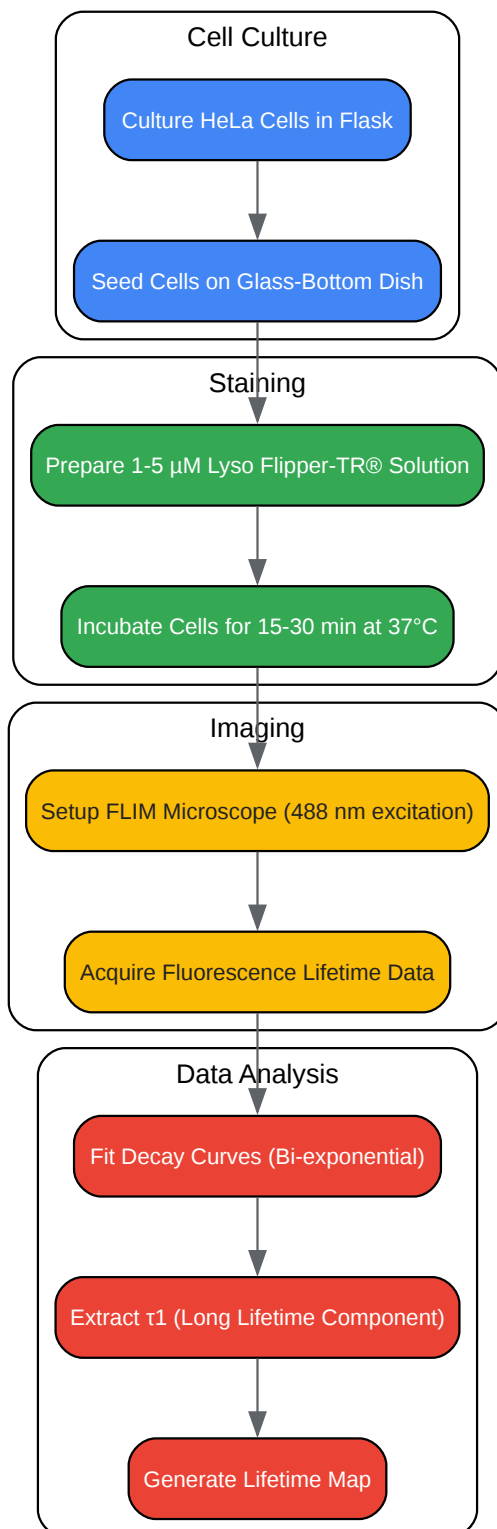 Cell Culture
Culture HeLa Cells in Flask
Seed Cells on Glass-Bottom Dish
Staining
Prepare 1-5 µM Lyso Flipper-TR® Solution
Incubate Cells for 15-30 min at 37°C
Imaging
Setup FLIM Microscope (488 nm excitation)
Acquire Fluorescence Lifetime Data
Data Analysis
Fit Decay Curves (Bi-exponential)
Extract τ1 (Long Lifetime Component)
Generate Lifetime Map